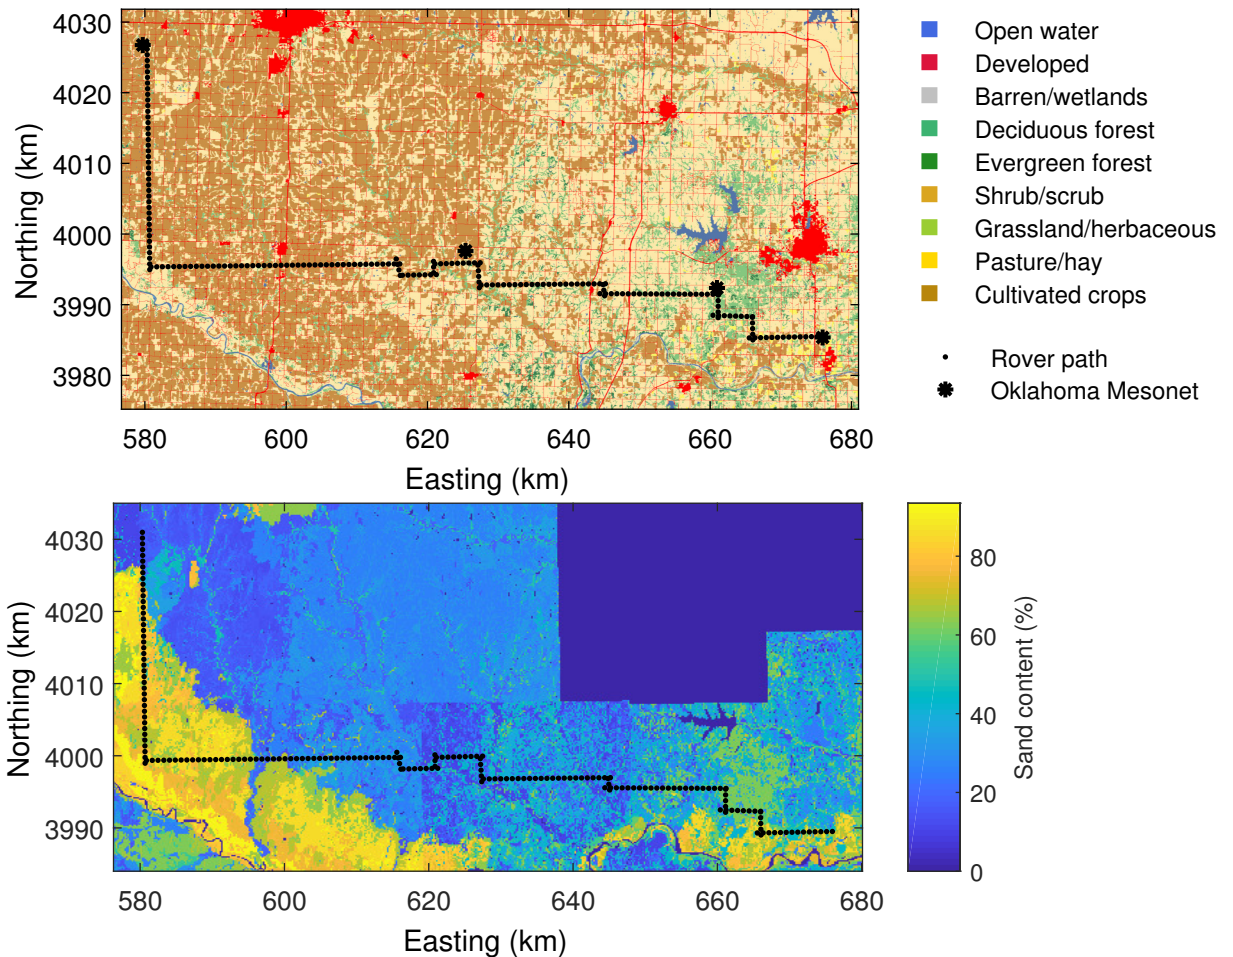 4030
4020
4010
4000
3990
3980
Northing (km)
580 600 620 640 660 680
Easting (km)
Open water
Developed
Barren/wetlands
Deciduous forest
Evergreen forest
Shrub/scrub
Grassland/herbaceous
Pasture/hay
Cultivated crops
Rover path
Oklahoma Mesonet
4030
4020
4010
4000
3990
Northing (km)
580 600 620 640 660 680
Easting (km)
80
60
40
20
0
Sand content (%)